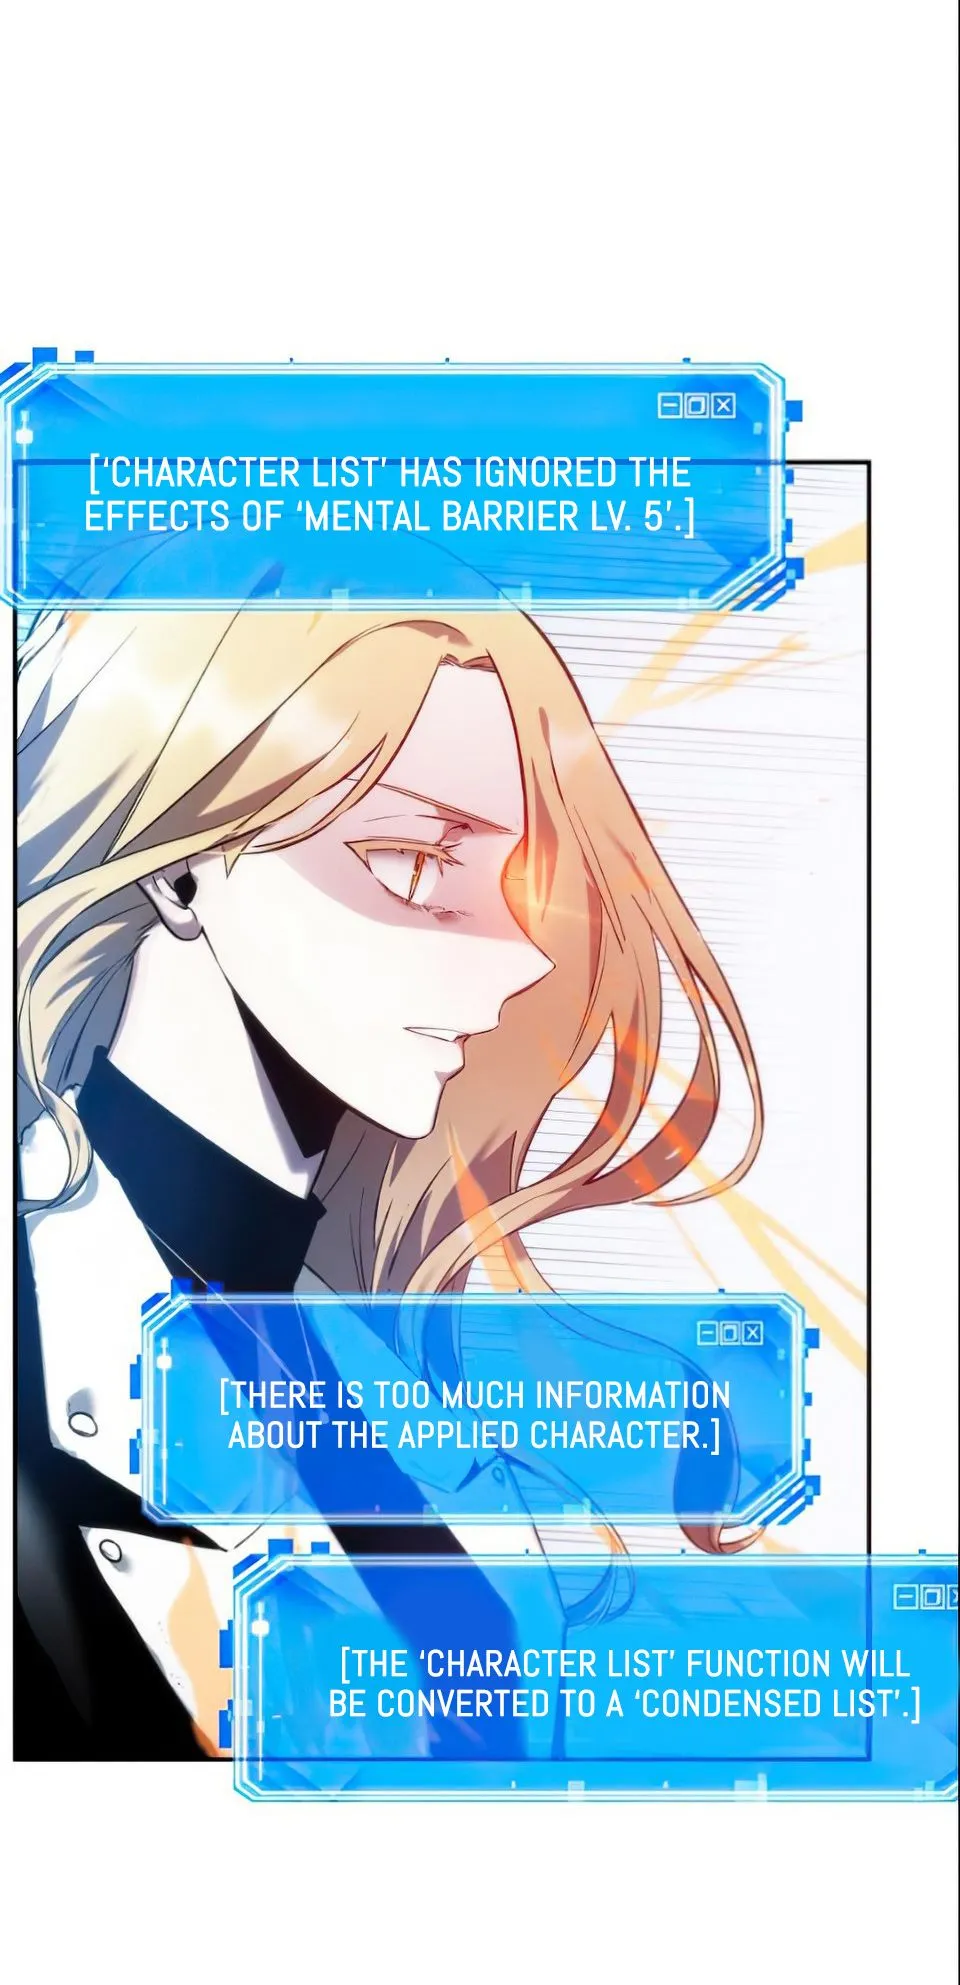 [‘CHARACTER LIST’ HAS IGNORED THE
EFFECTS OF ‘MENTAL BARRIER LV. 5’.]
[THERE IS TOO MUCH INFORMATION
ABOUT THE APPLIED CHARACTER.]
[THE ‘CHARACTER LIST’ FUNCTION WILL
BE CONVERTED TO A ‘CONDENSED LIST’.]